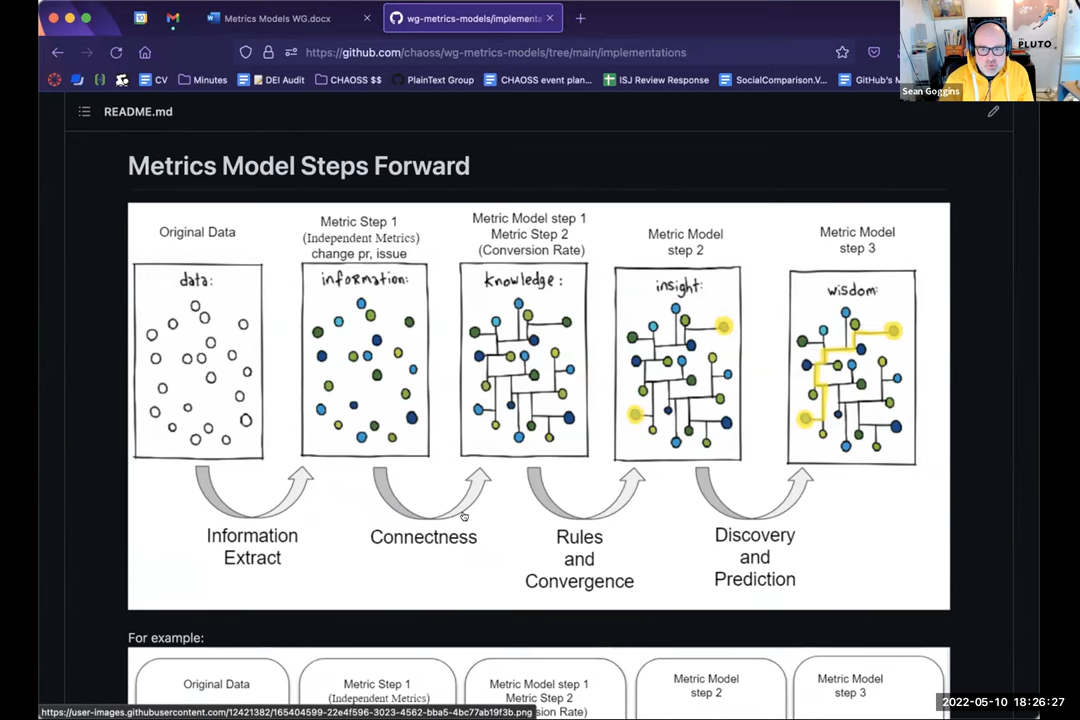 Metrics Models WG.docx
wg-metrics-models/implementa
https://github.com/chaoss/wg-metrics-models/tree/main/implementations
CV
Minutes
DEI Audit
CHAOSS $$
PlainText Group
CHAOSS event plan...
ISJ Review Response
SocialComparison.V...
GitHub's
PLUTO
Sean Goggins
README.md
Metrics Model Steps Forward
Original Data
Metric Step 1
(Independent Metrics)
change pr, issue
Metric Model step 1
Metric Step 2
(Conversion Rate)
Metric Model
step 2
Metric Model
step 3
data:
information:
knowledge:
insight:
wisdom:
Information
Extract
Connectness
Rules
and
Convergence
Discovery
and
Prediction
For example:
Original Data
Metric Step 1
(Independent Metrics)
Metric Model step 1
Metric Step 2
sion Rate)
Metric Model
step 2
Metric Model
step 3
https://user-images.githubusercontent.com/12421382/165404599-22e4f596-3023-4562-bba5-4bc77ab19f3b.png
2022-05-10 18:26:27